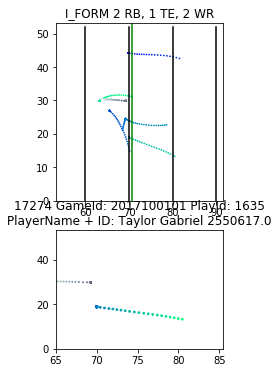 I_FORM 2 RB, 1 TE, 2 WR
50
40
30
20
10
0
60 70 80 90
17274 GameId: 2017100101 PlayId: 1635
PlayerName + ID: Taylor Gabriel 2550617.0
40
20
0
65 70 75 80 85